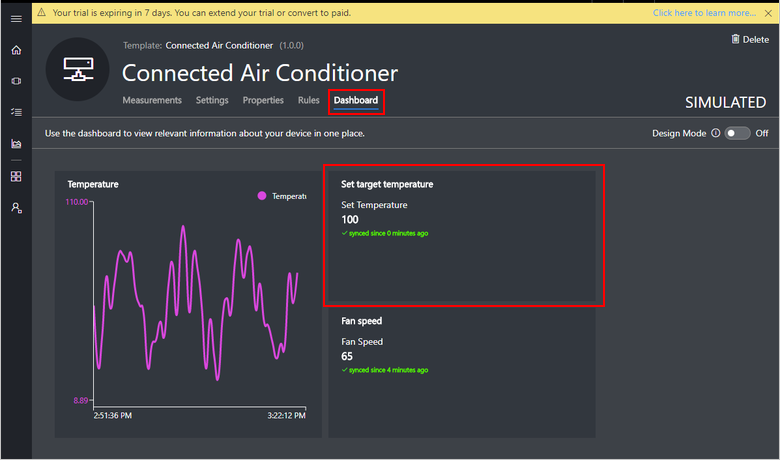 Your trial is expiring in 7 days. You can extend your trial or convert to paid.
Click here to learn more...
Delete
Template: Connected Air Conditioner (1.0.0)
Connected Air Conditioner
Measurements Settings Properties Rules Dashboard
SIMULATED
Use the dashboard to view relevant information about your device in one place.
Design Mode Off
Temperature
Temperatu
110.00
8.89
2:51:36 PM 3:22:12 PM
Set target temperature
Set Temperature
100
synced since 0 minutes ago
Fan speed
Fan Speed
65
synced since 4 minutes ago